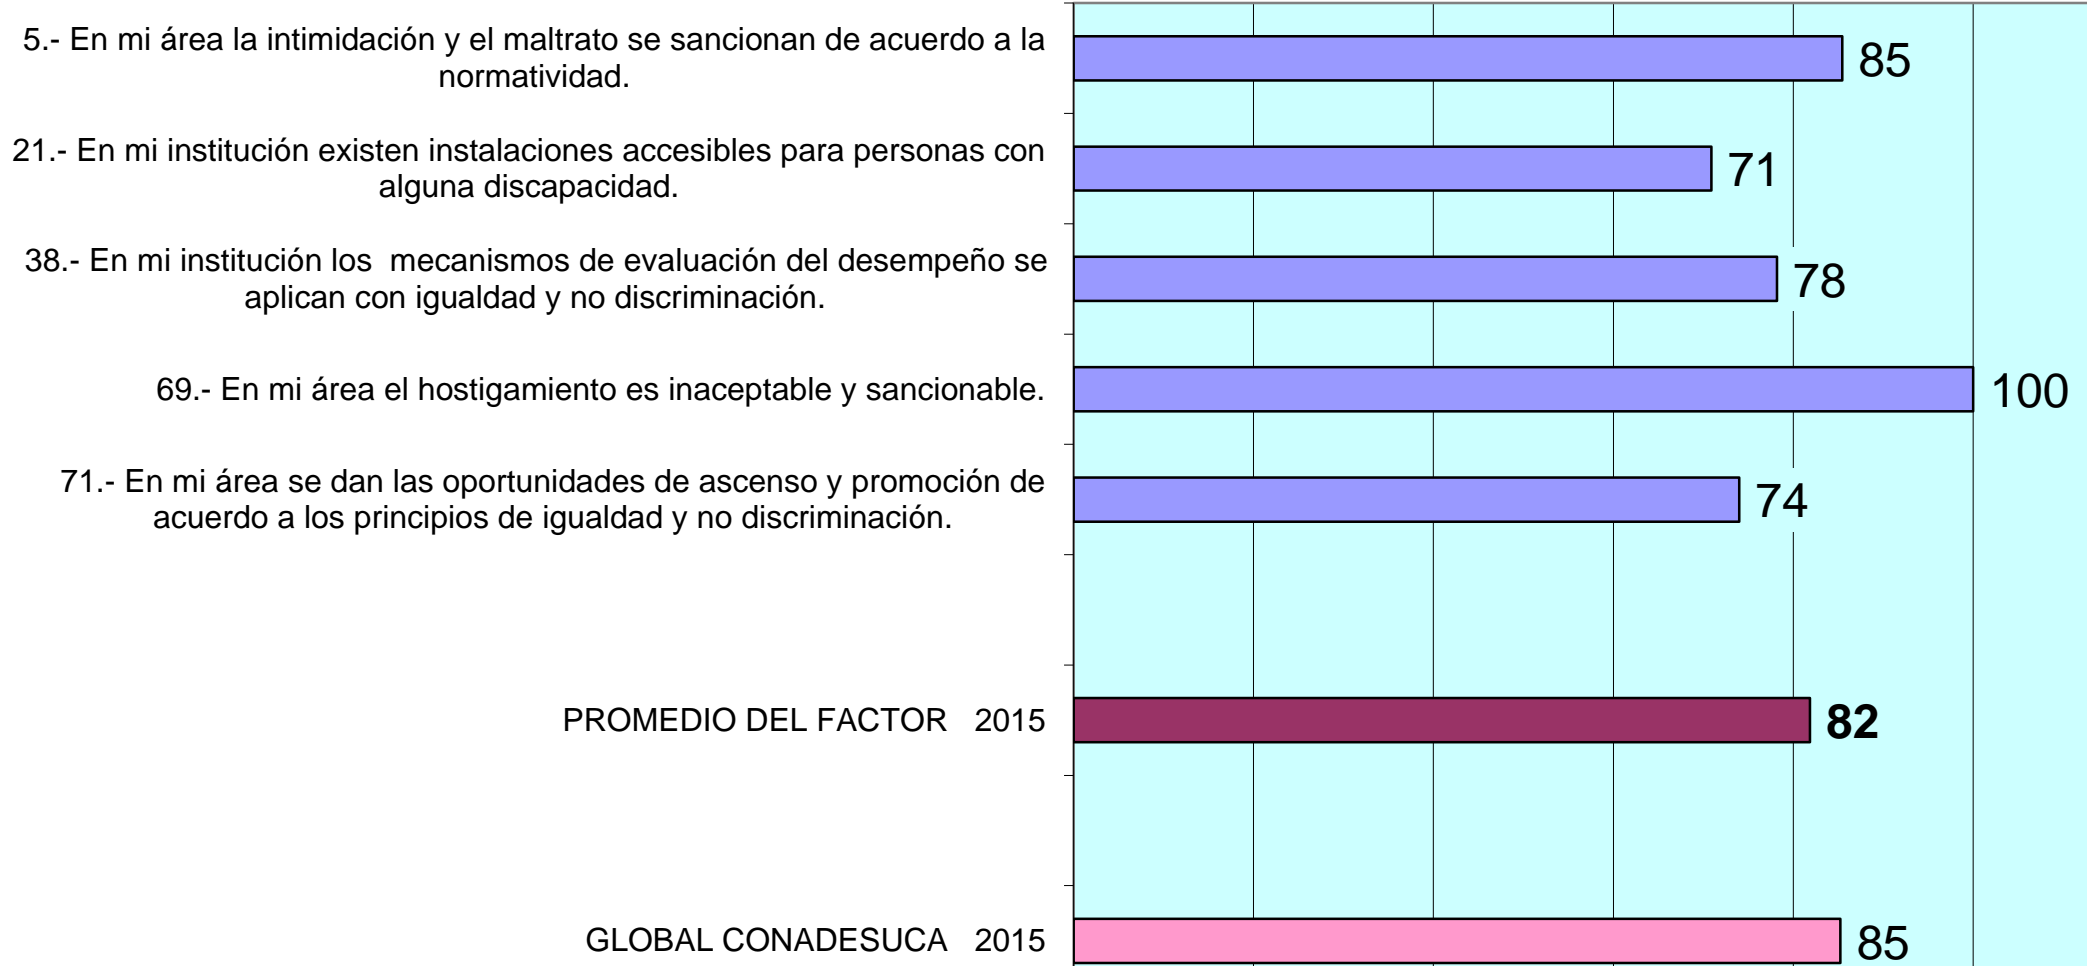 5.- En mi área la intimidación y el maltrato se sancionan de acuerdo a la
normatividad.
85
21.- En mi institución existen instalaciones accesibles para personas con
alguna discapacidad.
71
38.- En mi institución los  mecanismos de evaluación del desempeño se
aplican con igualdad y no discriminación.
78
69.- En mi área el hostigamiento es inaceptable y sancionable.
100
71.- En mi área se dan las oportunidades de ascenso y promoción de
acuerdo a los principios de igualdad y no discriminación.
74
PROMEDIO DEL FACTOR   2015
82
GLOBAL CONADESUCA   2015
85